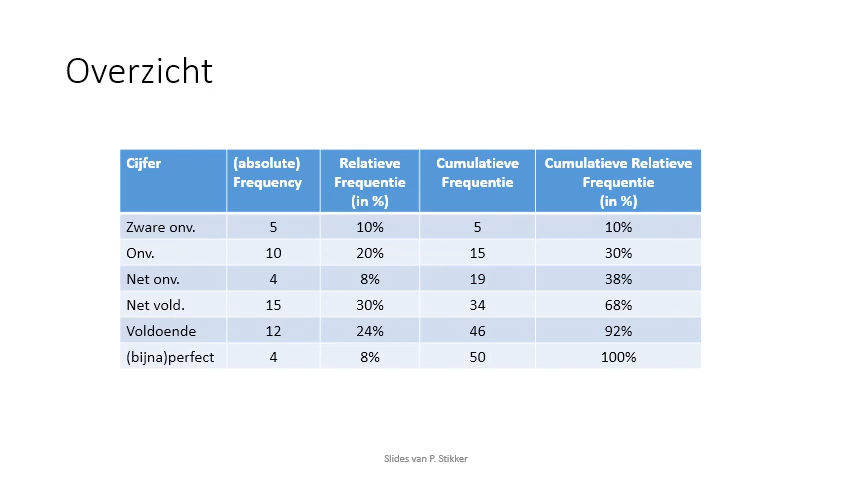 Overzicht
Cijfer (absolute) Frequency Relatieve Frequentie (in %) Cumulatieve Frequentie Cumulatieve Relatieve Frequentie (in %)
Zware onv. 5 10% 5 10%
Onv. 10 20% 15 30%
Net onv. 4 8% 19 38%
Net vold. 15 30% 34 68%
Voldoende 12 24% 46 92%
(bijna)perfect 4 8% 50 100%
Slides van P. Stikker